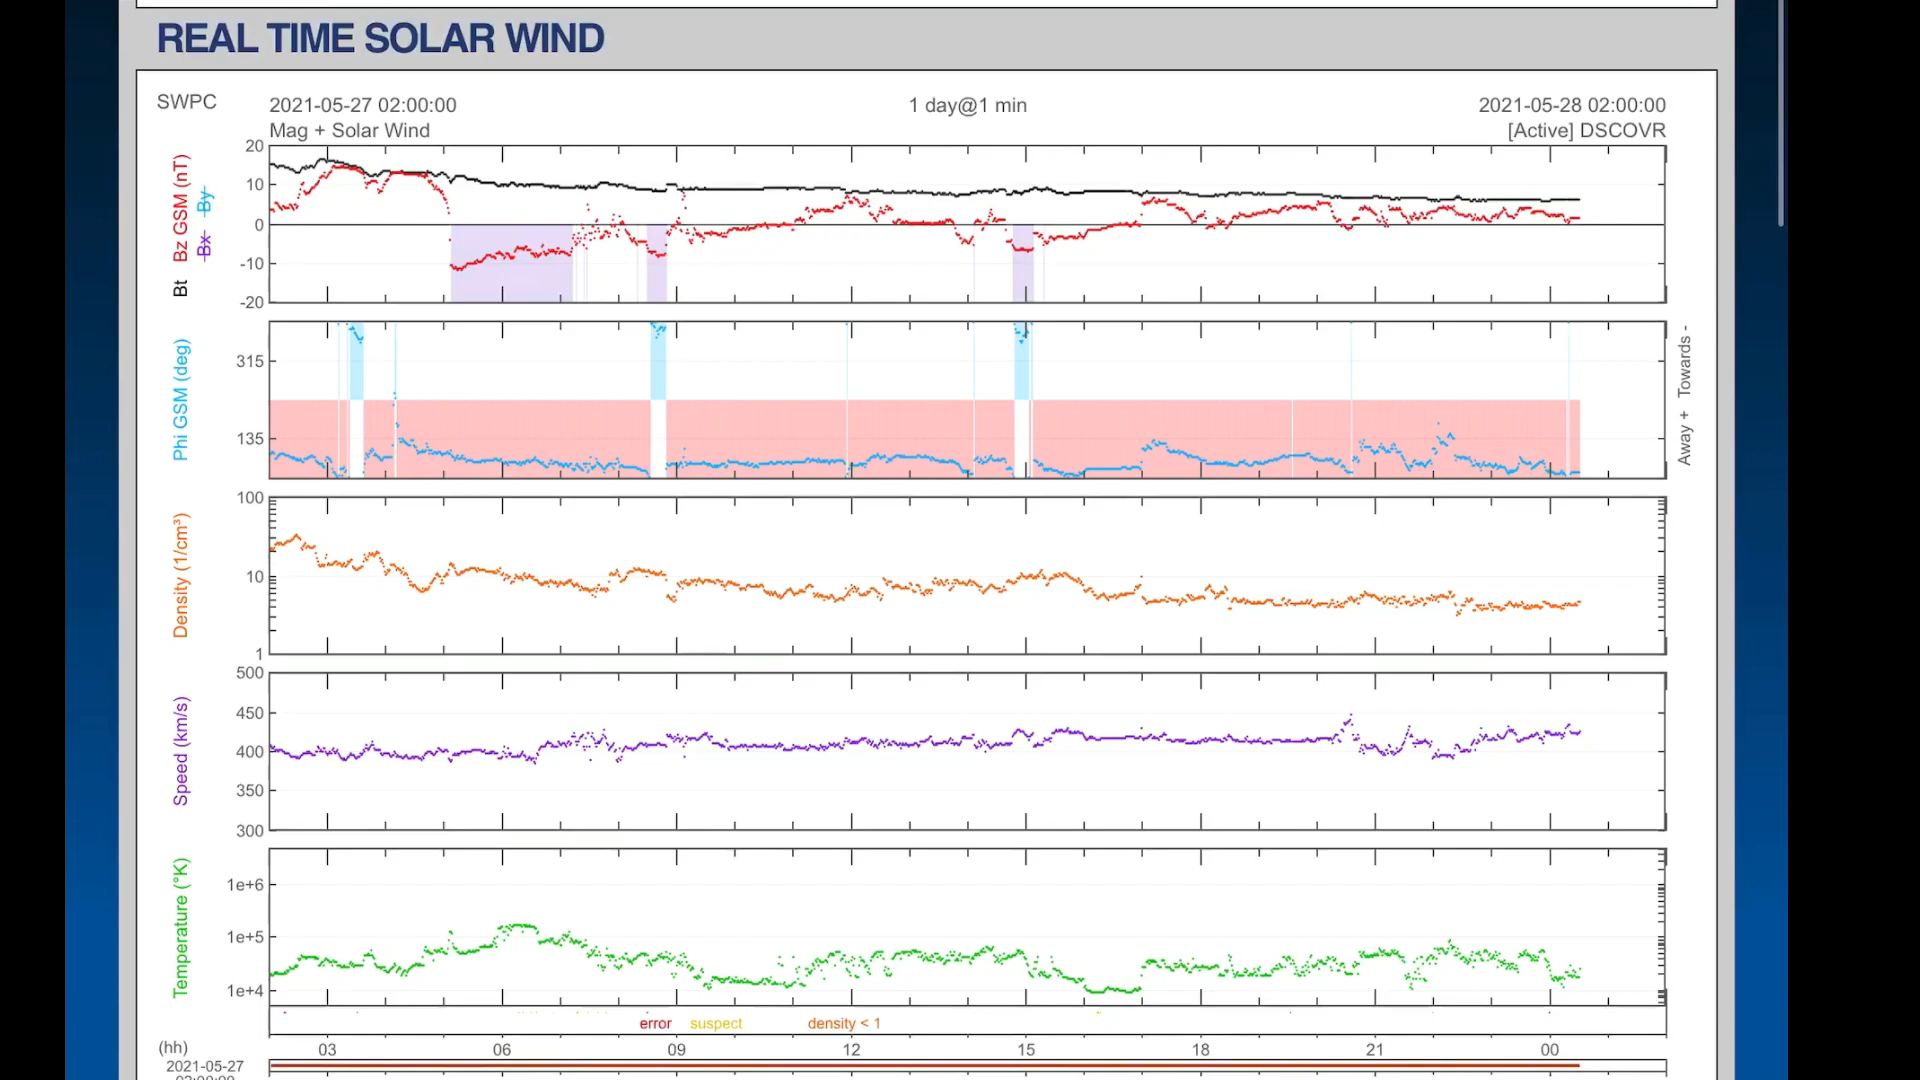 REAL TIME SOLAR WIND
SWPC
2021-05-27 02:00:00
1 day@1 min
2021-05-28 02:00:00
Mag + Solar Wind
[Active] DSCOVR
Bt Bz GSM (nT)
Bx By
20
10
0
-10
-20
Phi GSM (deg)
315
135
Away + Towards -
Density (1/cm³)
100
10
1
Speed (km/s)
500
450
400
350
300
Temperature (°K)
1e+6
1e+5
1e+4
error suspect density < 1
(hh) 03 06 09 12 15 18 21 00
2021-05-27